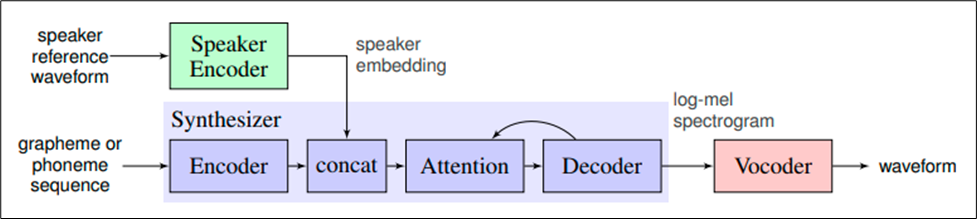 speaker
reference
waveform
Speaker
Encoder
speaker
embedding
Synthesizer
log-mel
spectrogram
grapheme or
phoneme
sequence
Encoder
concat
Attention
Decoder
Vocoder
waveform